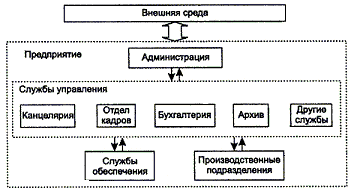 Внешняя среда
Предприятие
Администрация
Службы управления
Канцелярия
Отдел
кадров
Бухгалтерия
Архив
Другие
службы
Службы
обеспечения
Производственные
подразделения